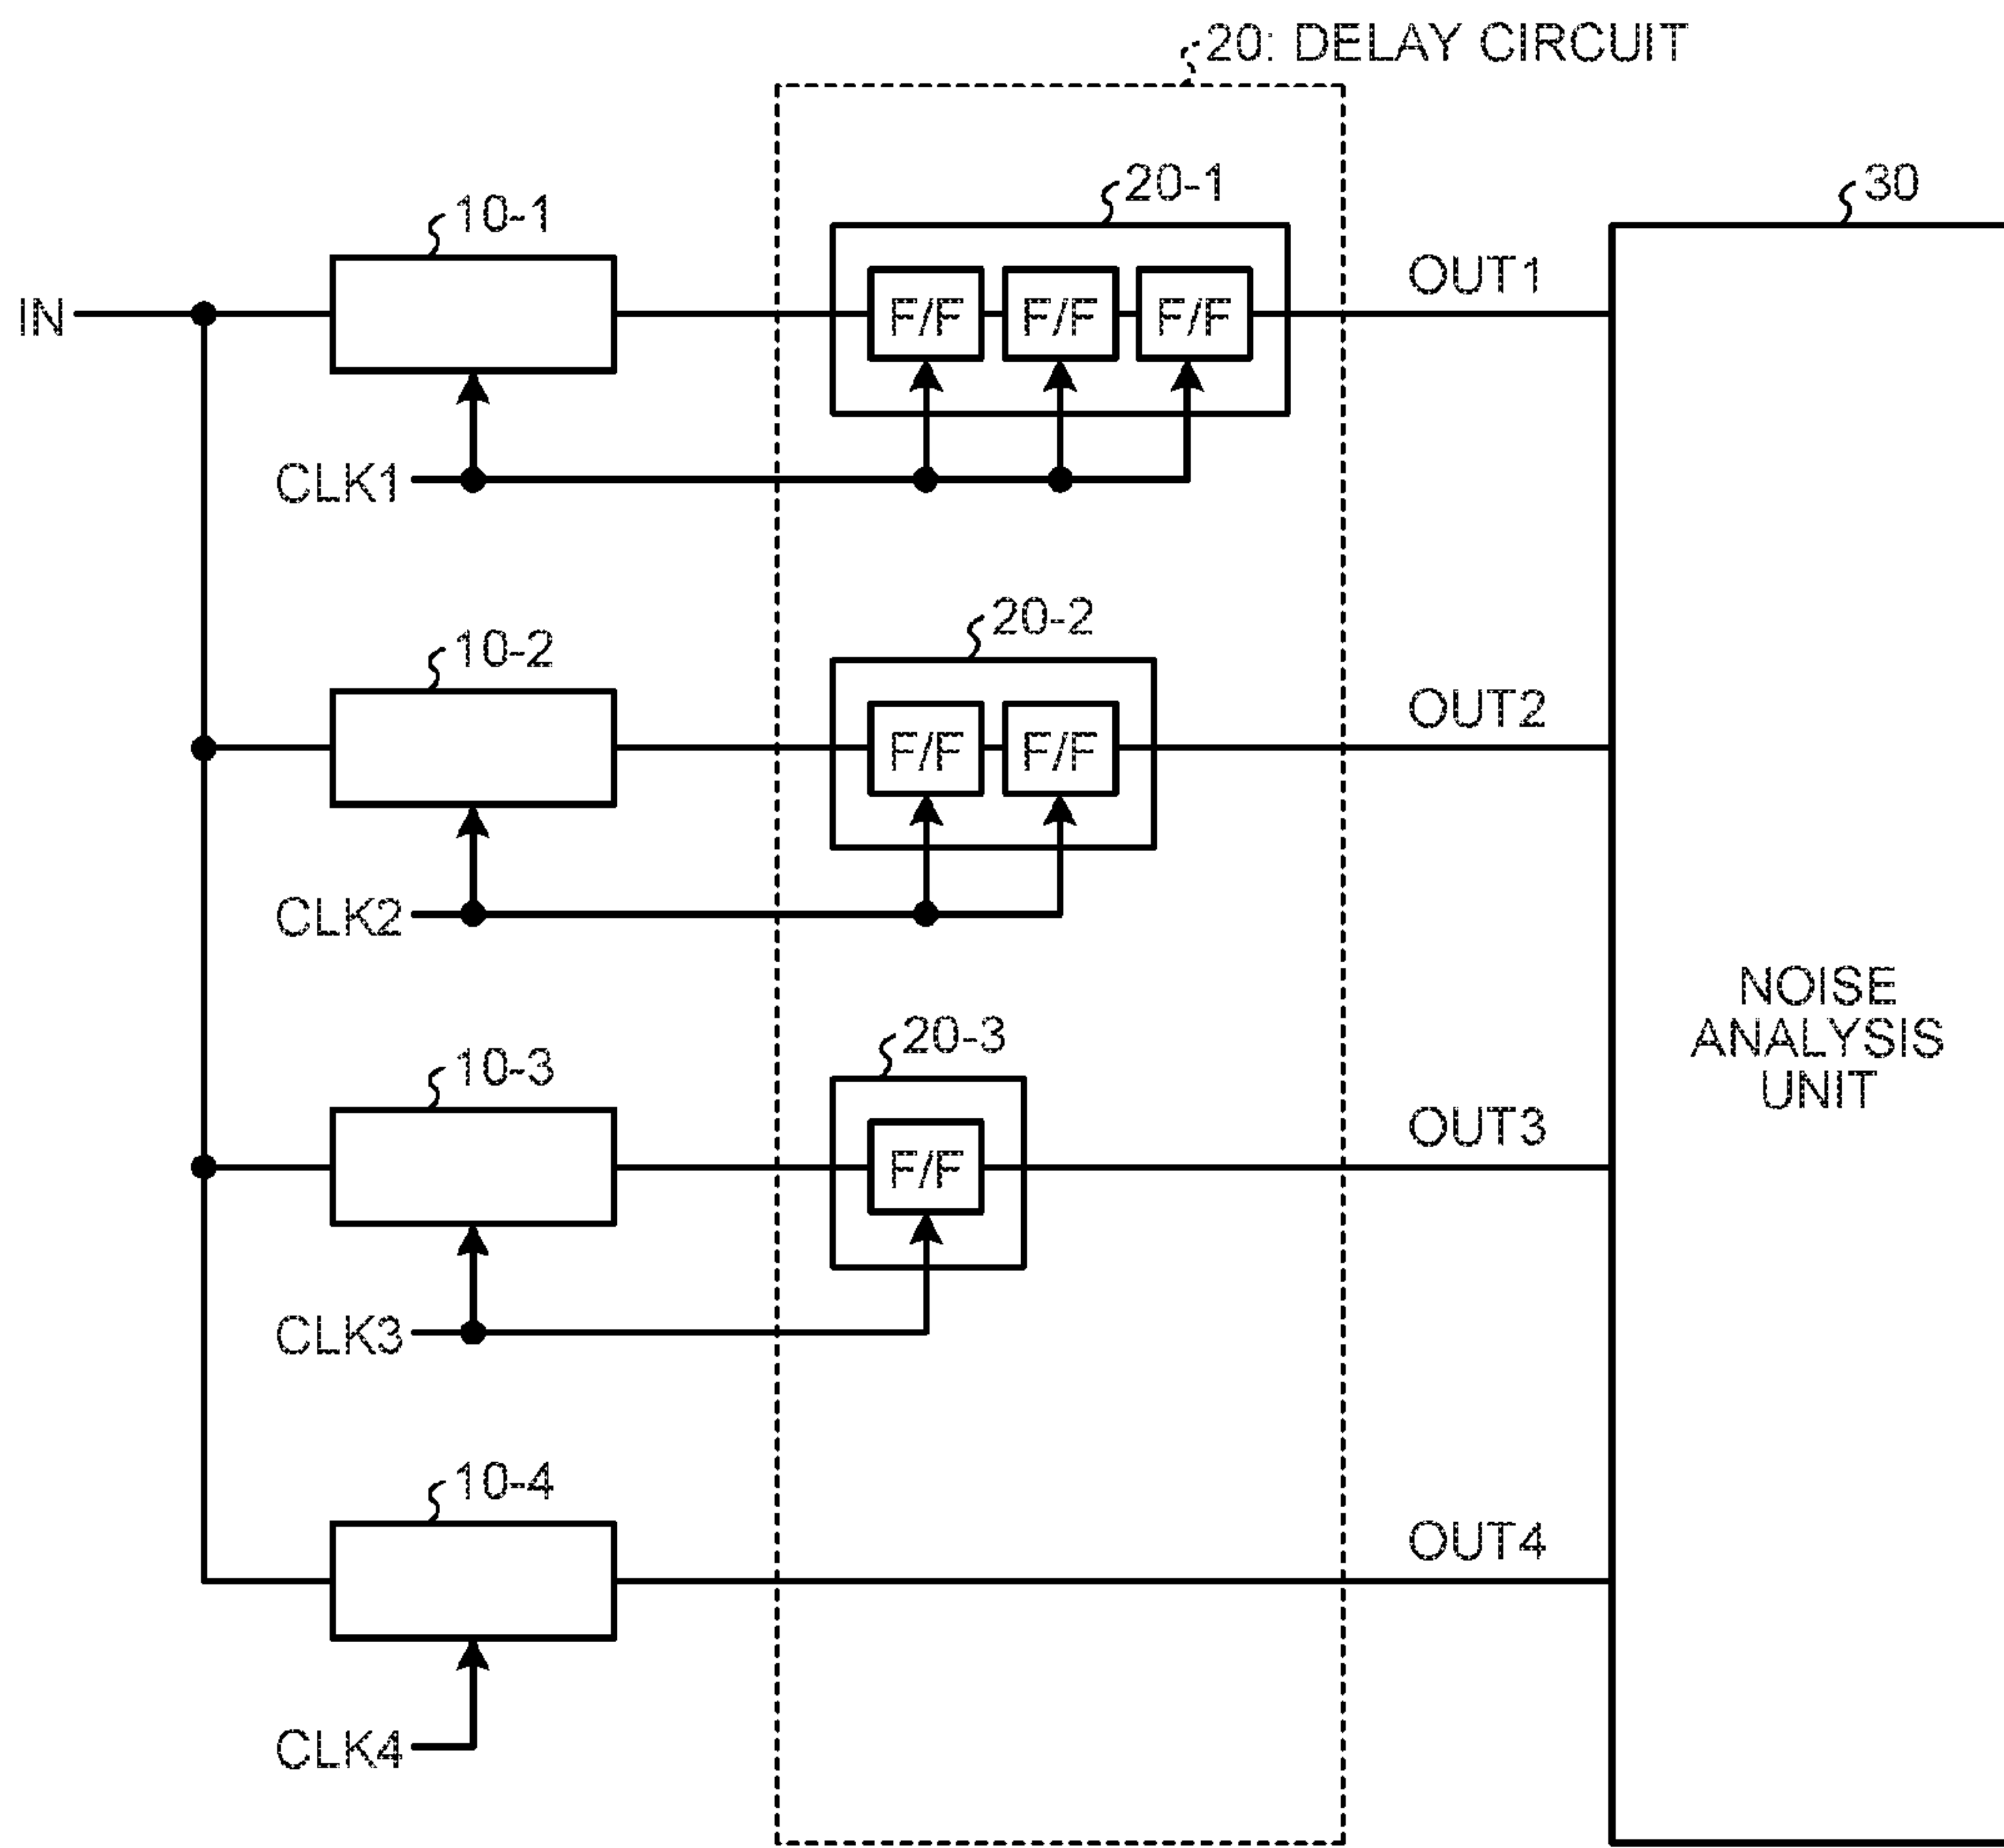 20: DELAY CIRCUIT
20-1
30
10-1
OUT1
IN
F/F F/F F/F
CLK1
20-2
10-2
OUT2
F/F F/F
CLK2
NOISE
ANALYSIS
UNIT
20-3
10-3
OUT3
F/F
CLK3
10-4
OUT4
CLK4